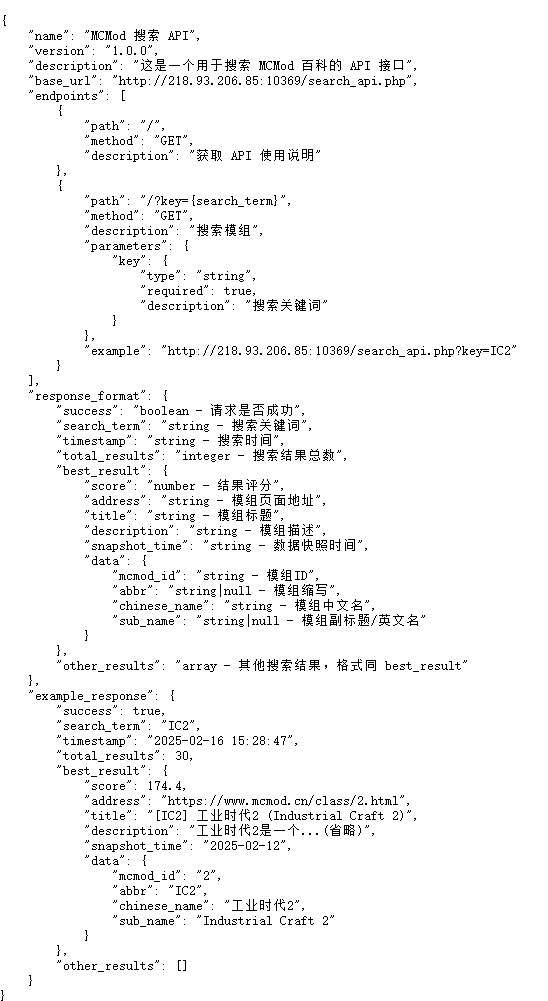 {
    "name": "MCMod 搜索 API",
    "version": "1.0.0",
    "description": "这是一个用于搜索 MCMod 百科的 API 接口",
    "base_url": "http://218.93.206.85:10369/search_api.php",
    "endpoints": [
        {
            "path": "/",
            "method": "GET",
            "description": "获取 API 使用说明"
        },
        {
            "path": "/?key={search_term}",
            "method": "GET",
            "description": "搜索模组",
            "parameters": {
                "key": {
                    "type": "string",
                    "required": true,
                    "description": "搜索关键词"
                }
            },
            "example": "http://218.93.206.85:10369/search_api.php?key=IC2"
        }
    ],
    "response_format": {
        "success": "boolean - 请求是否成功",
        "search_term": "string - 搜索关键词",
        "timestamp": "string - 搜索时间",
        "total_results": "integer - 搜索结果总数",
        "best_result": {
            "score": "number - 结果评分",
            "address": "string - 模组页面地址",
            "title": "string - 模组标题",
            "description": "string - 模组描述",
            "snapshot_time": "string - 数据快照时间",
            "data": {
                "mcmod_id": "string - 模组ID",
                "abbr": "string|null - 模组缩写",
                "chinese_name": "string - 模组中文名",
                "sub_name": "string|null - 模组副标题/英文名"
            }
        },
        "other_results": "array - 其他搜索结果，格式同 best_result"
    },
    "example_response": {
        "success": true,
        "search_term": "IC2",
        "timestamp": "2025-02-16 15:28:47",
        "total_results": 30,
        "best_result": {
            "score": 174.4,
            "address": "https://www.mcmod.cn/class/2.html",
            "title": "[IC2] 工业时代2 (Industrial Craft 2)",
            "description": "工业时代2是一个...(省略)",
            "snapshot_time": "2025-02-12",
            "data": {
                "mcmod_id": "2",
                "abbr": "IC2",
                "chinese_name": "工业时代2",
                "sub_name": "Industrial Craft 2"
            }
        },
        "other_results": []
    }
}